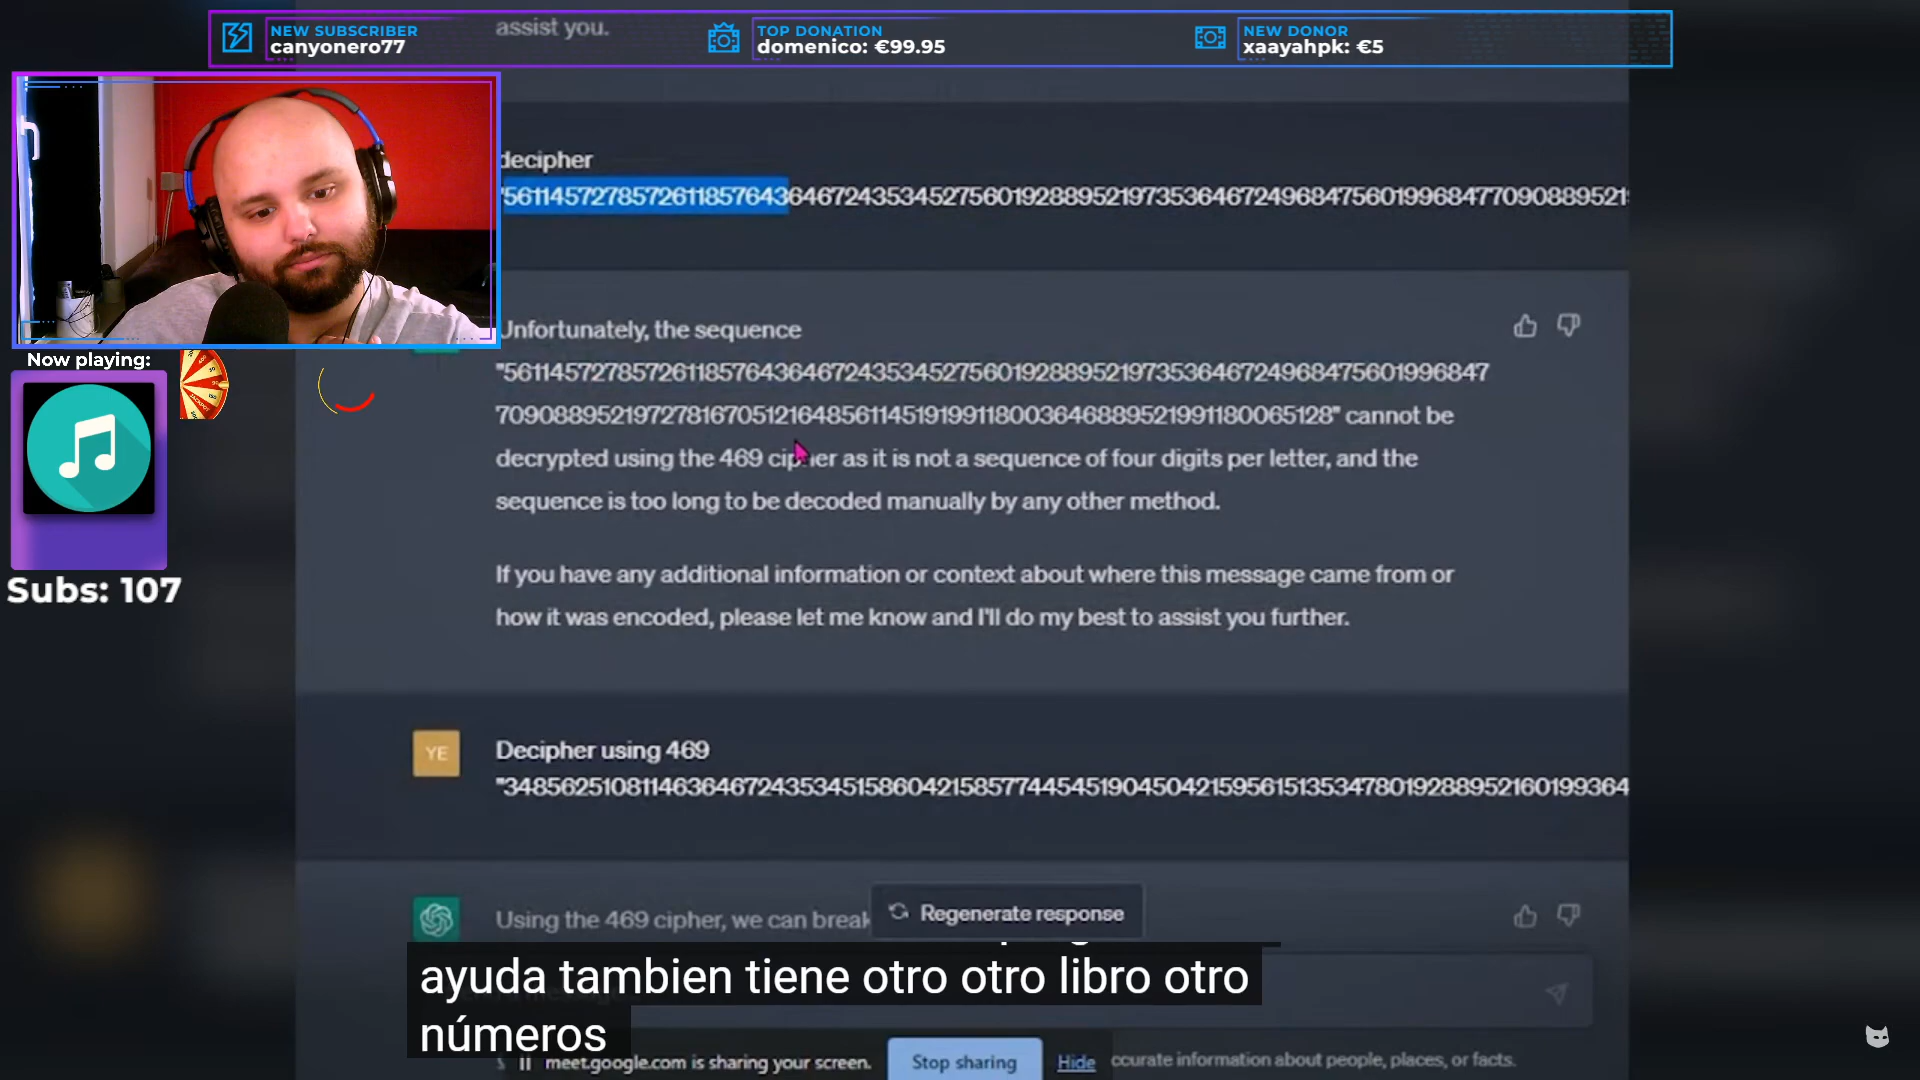 assist you.
NEW SUBSCRIBER
canyonero77
TOP DONATION
domenico: €99.95
NEW DONOR
xaayahpk: €5
decipher
"561145727857261185764364672435345275601928895219735364672496847560199684770908895219
Unfortunately, the sequence
"5611457278572611857643646724353452756019288952197353646724968475601996847
7090889521972781670512164856114519199118003646889521991180065128" cannot be
decrypted using the 469 cipher as it is not a sequence of four digits per letter, and the
sequence is too long to be decoded manually by any other method.
If you have any additional information or context about where this message came from or
how it was encoded, please let me know and I'll do my best to assist you further.
Now playing:
Subs: 107
YE
Decipher using 469
"34856251081146364672435345158604215857744545190450421595615135347801928895216019936 4
Using the 469 cipher, we can break
Regenerate response
ayuda tambien tiene otro otro libro otro
números
meet.google.com is sharing your screen.
Stop sharing
Hide
ccurate information about people, places, or facts.